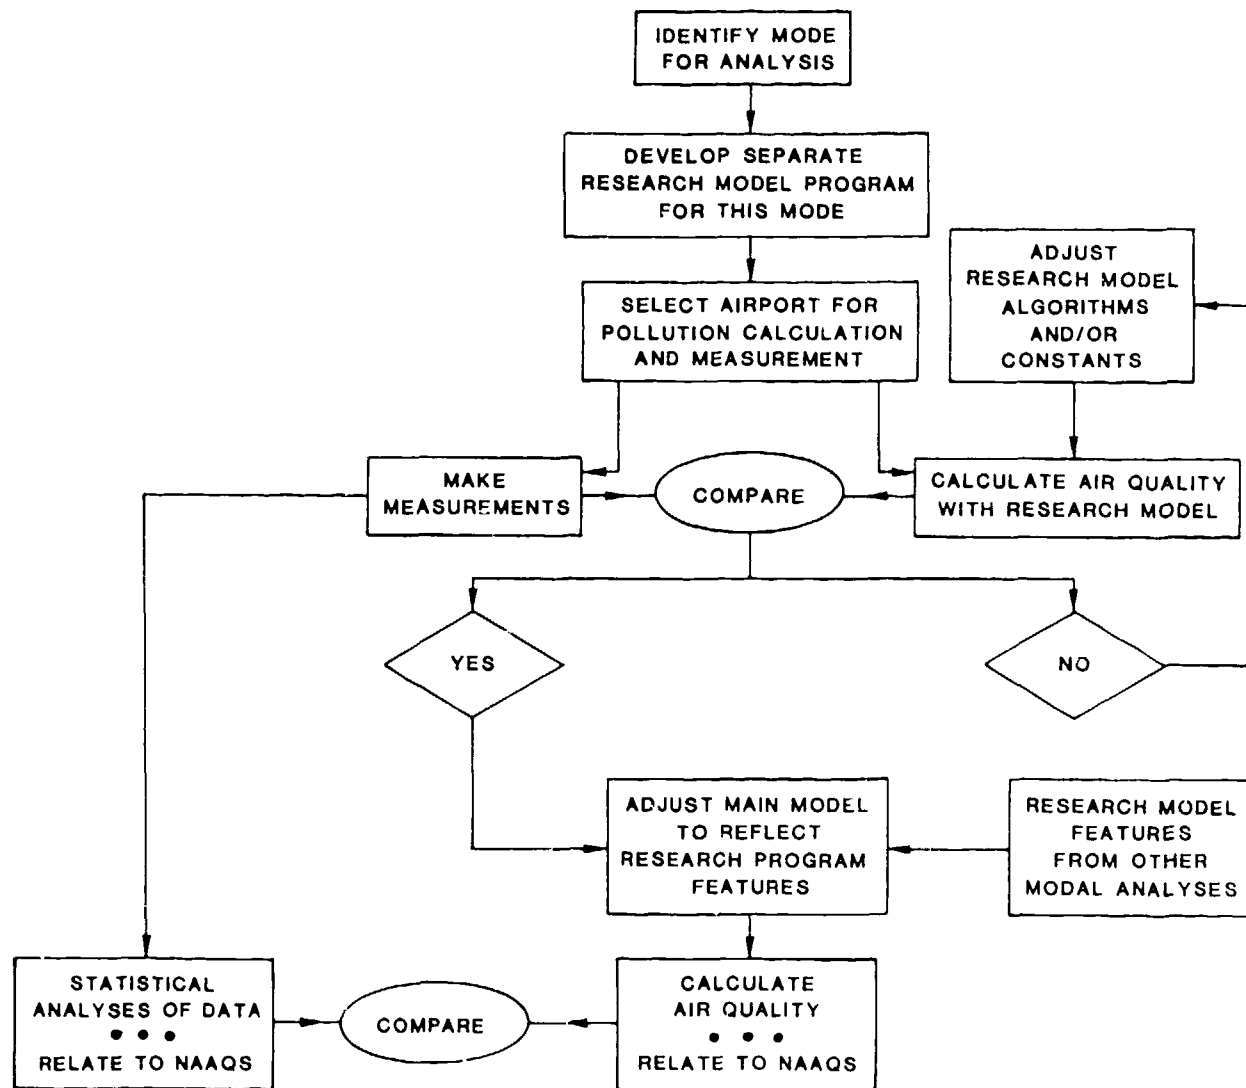 IDENTIFY MODE
FOR ANALYSIS
DEVELOP SEPARATE
RESEARCH MODEL PROGRAM
FOR THIS MODE
ADJUST
RESEARCH MODEL
ALGORITHMS
AND/OR
CONSTANTS
SELECT AIRPORT FOR
POLLUTION CALCULATION
AND MEASUREMENT
MAKE
MEASUREMENTS
COMPARE
CALCULATE AIR QUALITY
WITH RESEARCH MODEL
YES
NO
ADJUST MAIN MODEL
TO REFLECT
RESEARCH PROGRAM
FEATURES
RESEARCH MODEL
FEATURES
FROM OTHER
MODAL ANALYSES
STATISTICAL
ANALYSES OF DATA
• • •
RELATE TO NAAQS
COMPARE
CALCULATE
AIR QUALITY
• • •
RELATE TO NAAQS